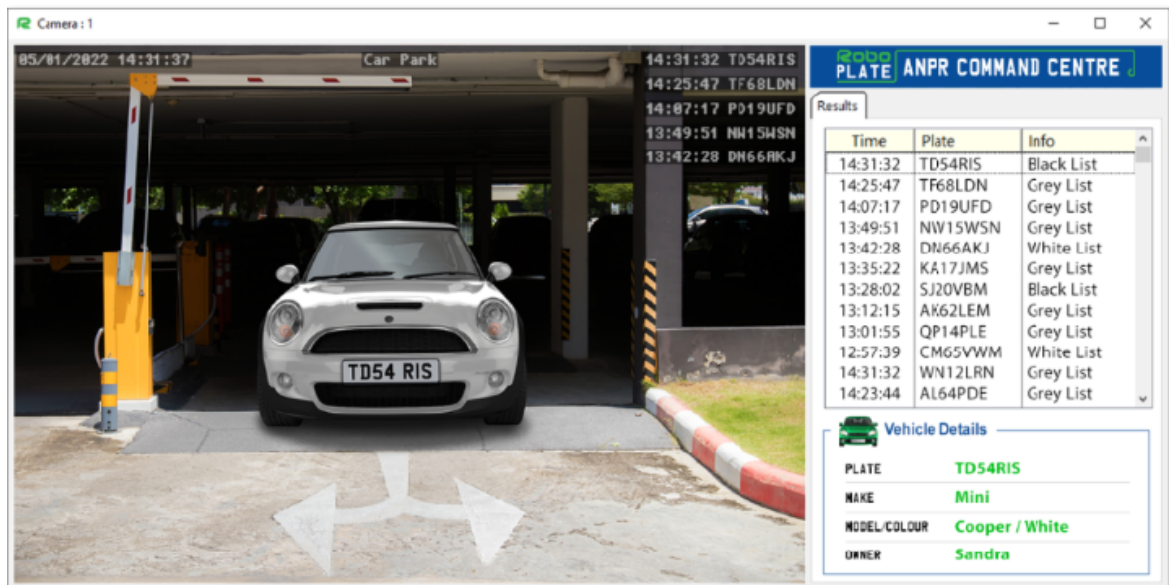 Camera : 1
05/01/2022 14:31:37
Car Park
14:31:32 TD54RIS
14:25:47 TF68LDN
14:07:17 PD19UFD
13:49:51 NW15WSN
13:42:28 DN66AKJ
TD54 RIS
Robo
PLATE ANPR COMMAND CENTRE
Results
Time Plate Info
14:31:32 TD54RIS Black List
14:25:47 TF68LDN Grey List
14:07:17 PD19UFD Grey List
13:49:51 NW15WSN Grey List
13:42:28 DN66AKJ White List
13:35:22 KA17JMS Grey List
13:28:02 SJ20VBM Black List
13:12:15 AK62LEM Grey List
13:01:55 QP14PLE Grey List
12:57:39 CM65VWM White List
14:31:32 WN12LRN Grey List
14:23:44 AL64PDE Grey List
Vehicle Details
PLATE TD54RIS
MAKE Mini
MODEL/COLOUR Cooper / White
OWNER Sandra